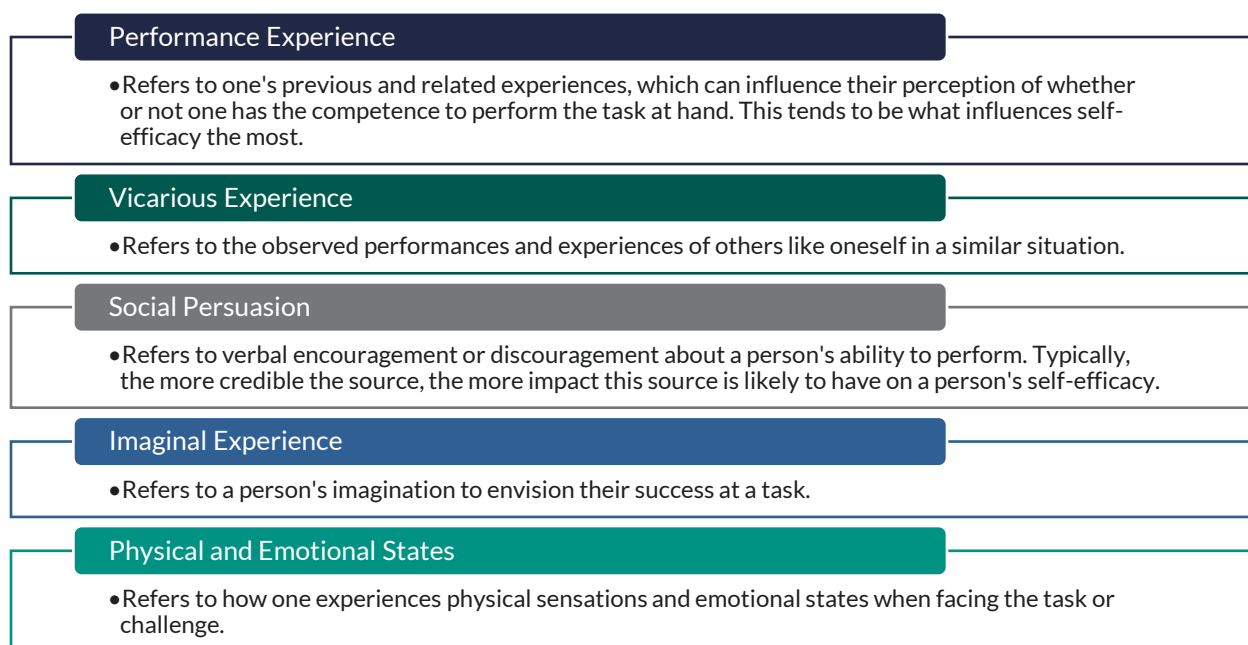 Performance Experience
•Refers to one's previous and related experiences, which can influence their perception of whether
or not one has the competence to perform the task at hand. This tends to be what influences self-
efficacy the most.
Vicarious Experience
•Refers to the observed performances and experiences of others like oneself in a similar situation.
Social Persuasion
•Refers to verbal encouragement or discouragement about a person's ability to perform. Typically,
the more credible the source, the more impact this source is likely to have on a person's self-efficacy.
Imaginal Experience
•Refers to a person's imagination to envision their success at a task.
Physical and Emotional States
•Refers to how one experiences physical sensations and emotional states when facing the task or
challenge.